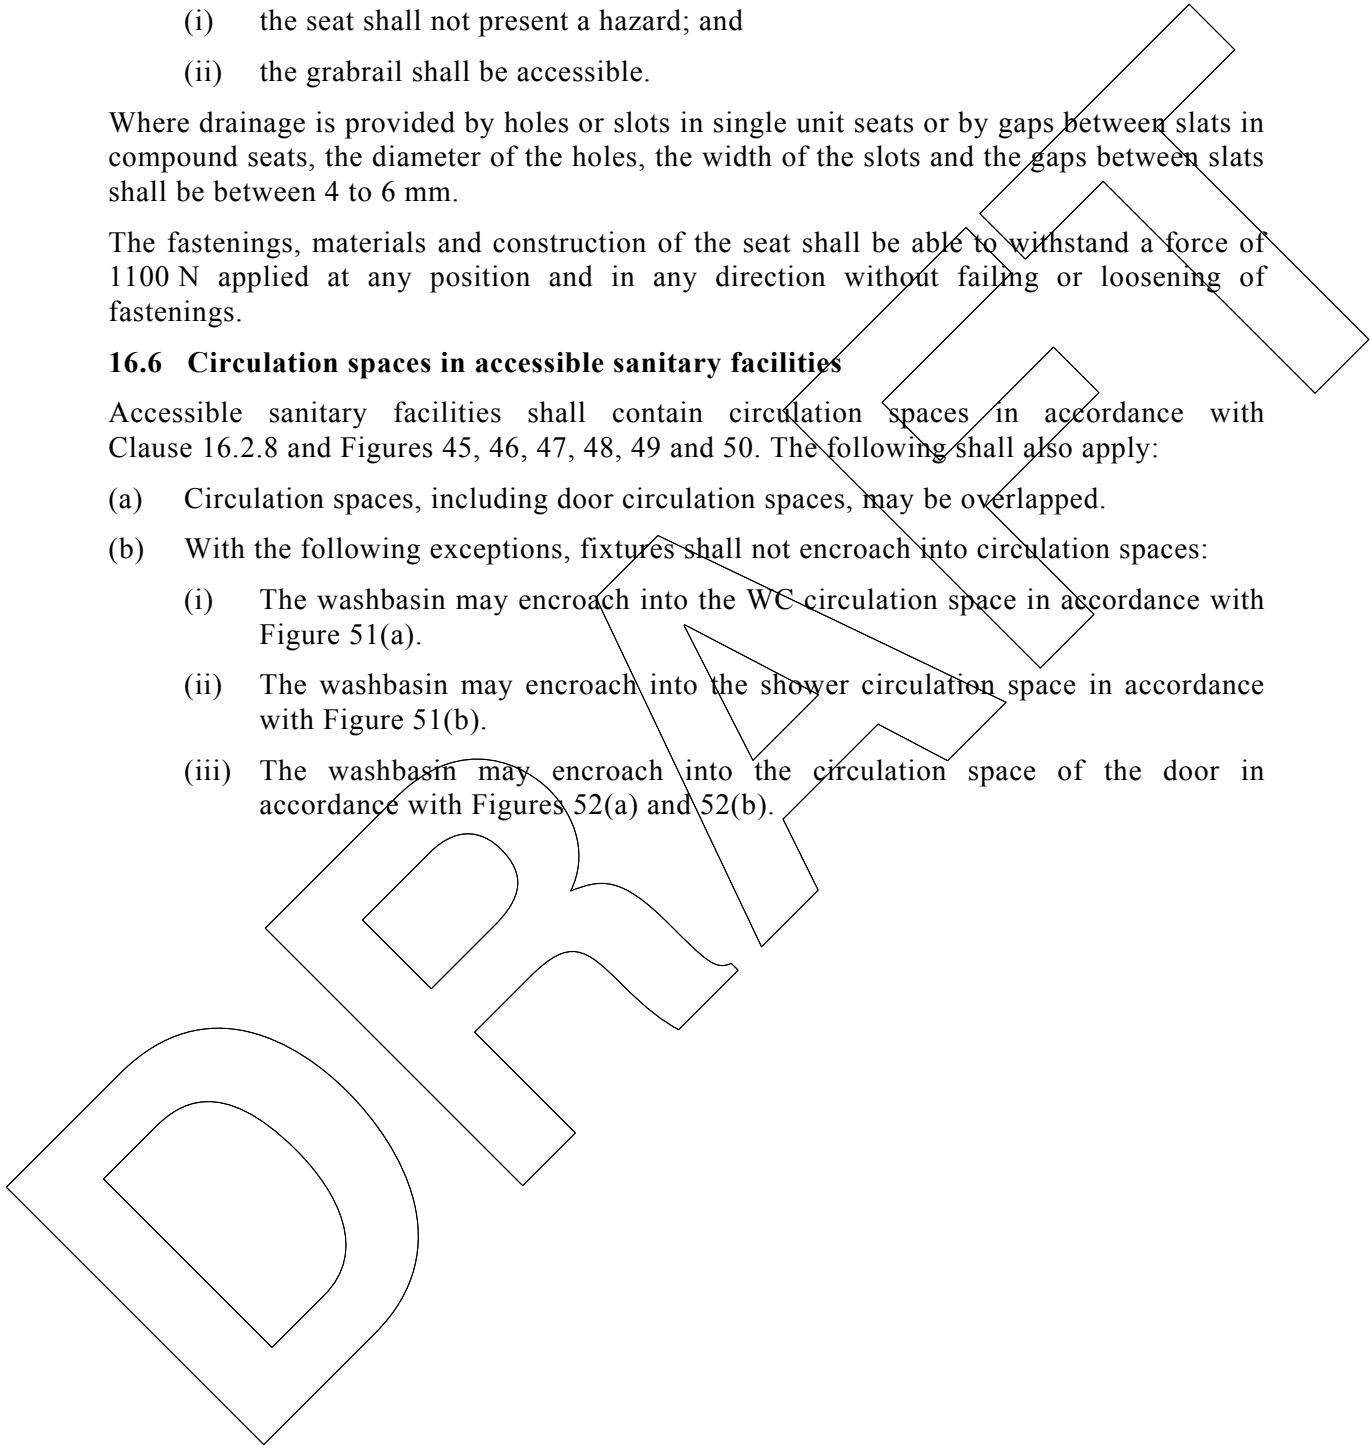 (i) the seat shall not present a hazard; and
(ii) the grabrail shall be accessible.
Where drainage is provided by holes or slots in single unit seats or by gaps between slats in
compound seats, the diameter of the holes, the width of the slots and the gaps between slats
shall be between 4 to 6 mm.
The fastenings, materials and construction of the seat shall be able to withstand a force of
1100 N applied at any position and in any direction without failing or loosening of
fastenings.
16.6 Circulation spaces in accessible sanitary facilities
Accessible sanitary facilities shall contain circulation spaces in accordance with
Clause 16.2.8 and Figures 45, 46, 47, 48, 49 and 50. The following shall also apply:
(a) Circulation spaces, including door circulation spaces, may be overlapped.
(b) With the following exceptions, fixtures shall not encroach into circulation spaces:
(i) The washbasin may encroach into the WC circulation space in accordance with
Figure 51(a).
(ii) The washbasin may encroach into the shower circulation space in accordance
with Figure 51(b).
(iii) The washbasin may encroach into the circulation space of the door in
accordance with Figures 52(a) and 52(b).
DRAFT